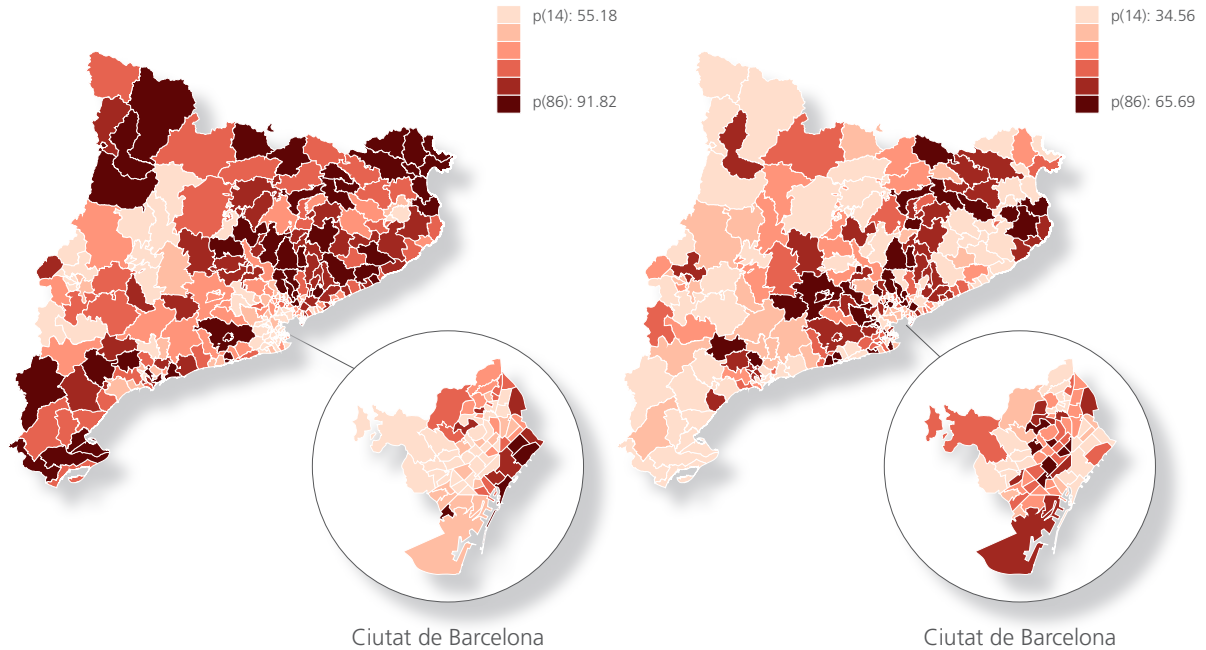 p(14): 55.18
p(86): 91.82
p(14): 34.56
p(86): 65.69
Ciutat de Barcelona
Ciutat de Barcelona